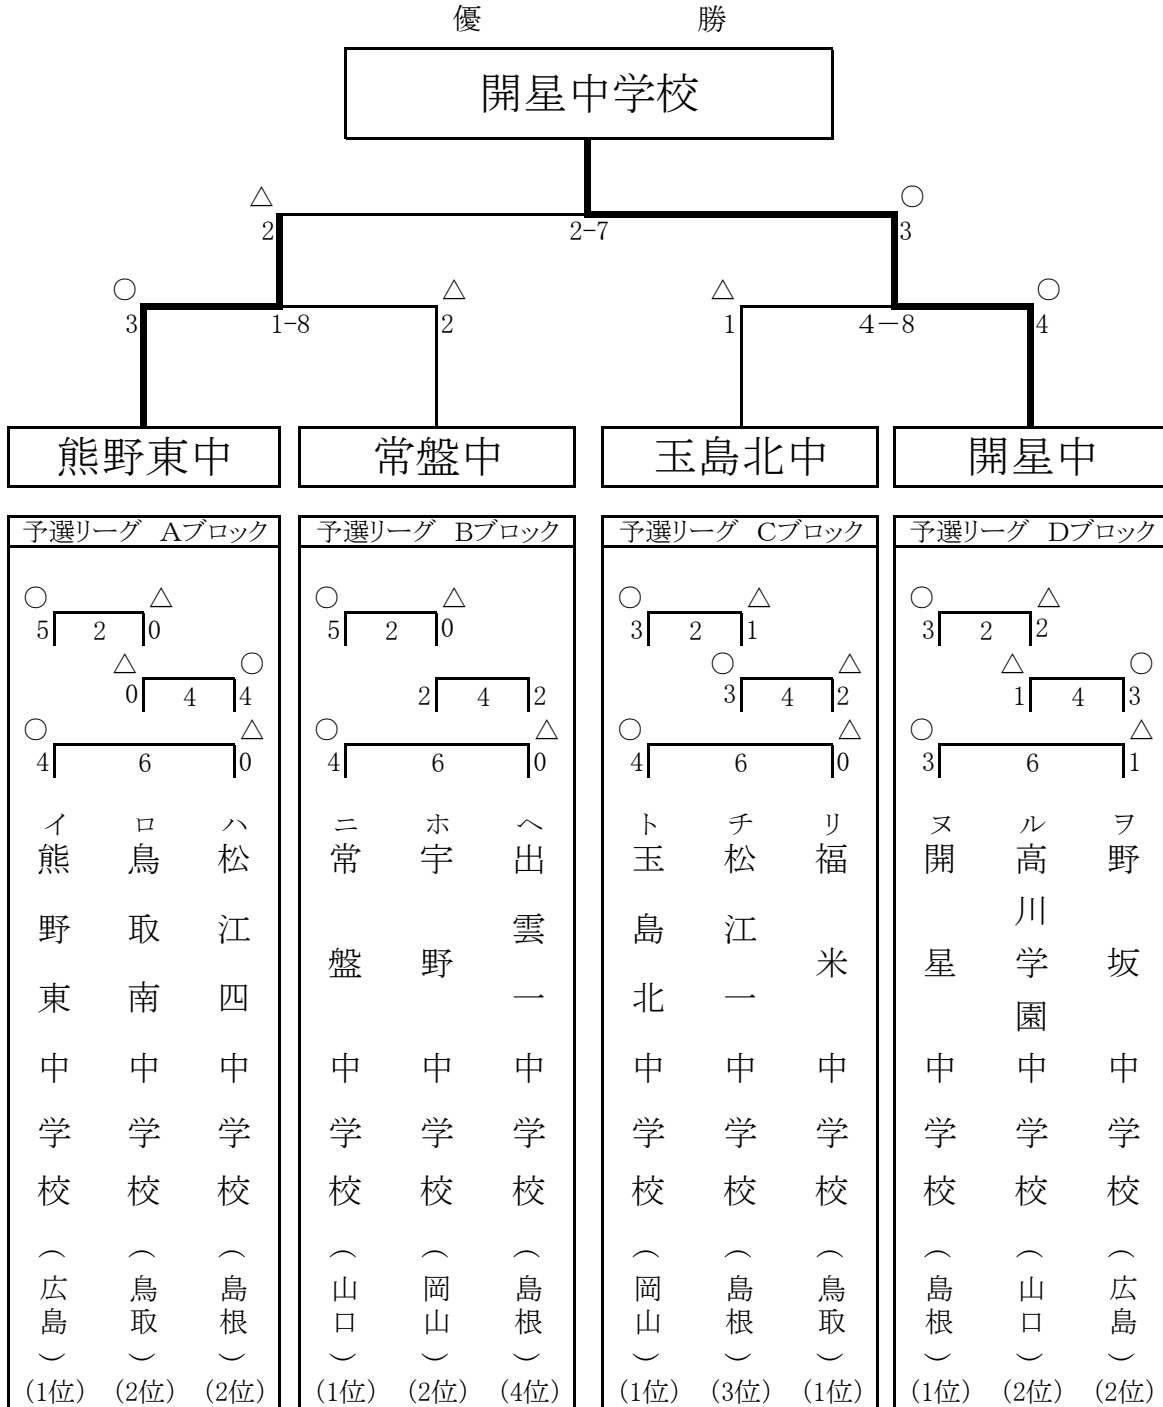 優 勝
開星中学校
△ ○
2 2-7 3
○ △ △ ○
3 1-8 2 1 4－8 4
熊野東中 常盤中 玉島北中 開星中
予選リーグ Aブロック 予選リーグ Bブロック 予選リーグ Cブロック 予選リーグ Dブロック
○ △ ○ △ ○ △ ○ △
5 2 0 5 2 0 3 2 1 3 2 2
△ ○ ○ △ △ ○
0 4 4 2 4 2 3 4 2 1 4 3
○ △ ○ △ ○ △ ○ △
4 6 0 4 6 0 4 6 0 3 6 1
イ 熊野東中学校（広島）(1位)
ロ 鳥取南中学校（鳥取）(2位)
ハ 松江四中学校（島根）(2位)
ニ 常盤中学校（山口）(1位)
ホ 宇野中学校（岡山）(2位)
ヘ 出雲一中学校（島根）(4位)
ト 玉島北中学校（岡山）(1位)
チ 松江一中学校（島根）(3位)
リ 福米中学校（鳥取）(1位)
ヌ 開星中学校（島根）(1位)
ル 高川学園中学校（山口）(2位)
ヲ 野坂中学校（広島）(2位)